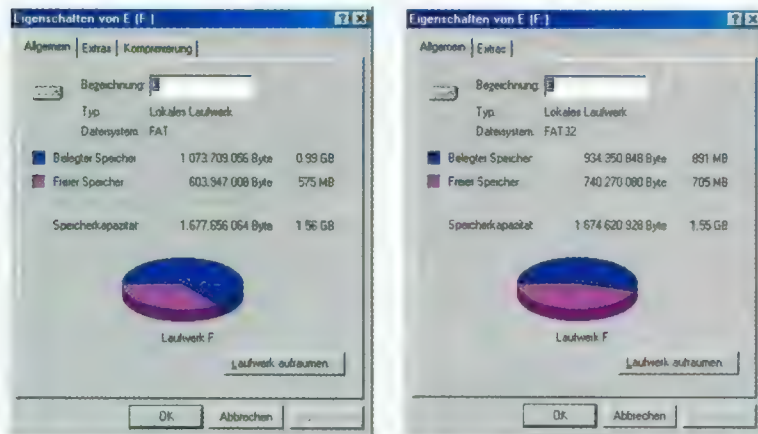 Eigenschaften von E (F:)
Allgemein Extras Komprimierung
Bezeichnung: E
Typ: Lokales Laufwerk
Dateisystem: FAT
Belegter Speicher 1 073 709 056 Byte 0.99 GB
Freier Speicher 603.947 008 Byte 575 MB
Speicherkapazität 1.677.656 064 Byte 1.56 GB
Laufwerk F
Laufwerk aufräumen
OK Abbrechen
Eigenschaften von E (F:)
Allgemein Extras
Bezeichnung: E
Typ: Lokales Laufwerk
Dateisystem: FAT 32
Belegter Speicher 934 350 848 Byte 891 MB
Freier Speicher 740 270 080 Byte 705 MB
Speicherkapazität 1 674 620 928 Byte 1.55 GB
Laufwerk F
Laufwerk aufräumen
OK Abbrechen